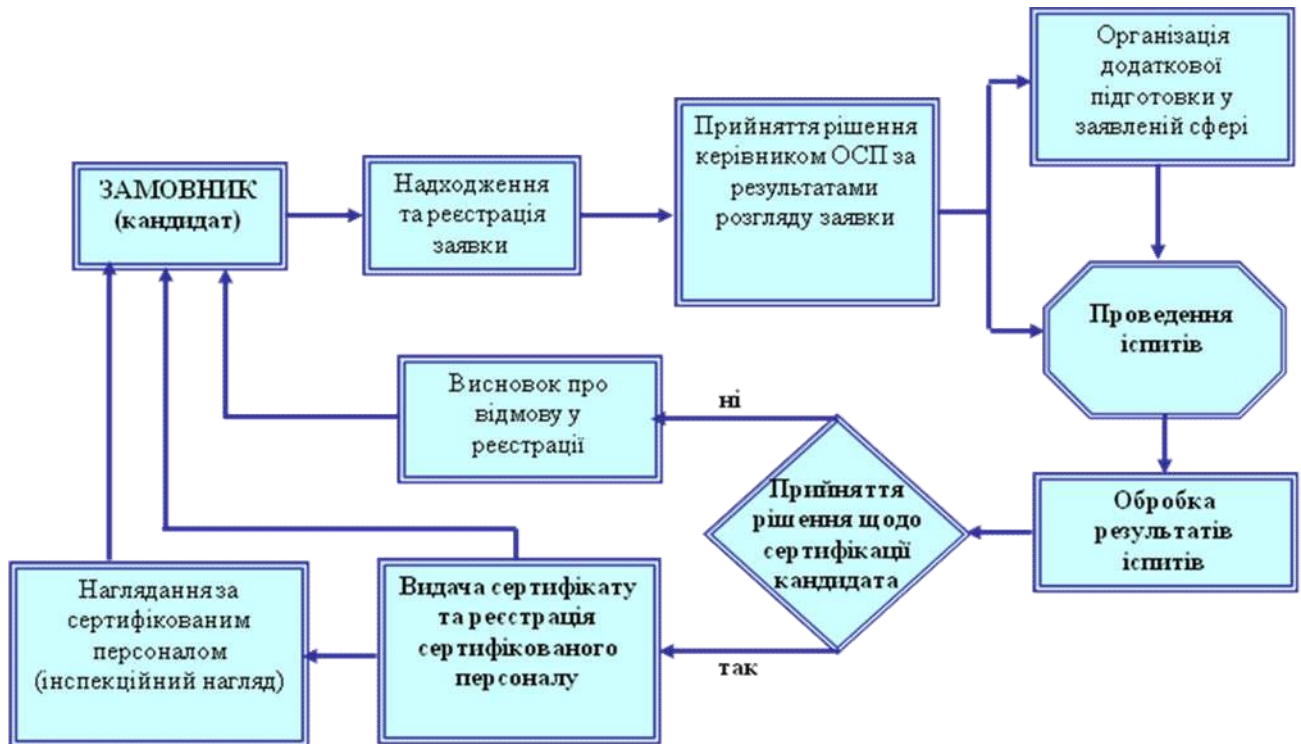 ЗАМОВНИК
(кандидат)
Надходження
та реєстрація
заявки
Прийняття рішення
керівником ОСП за
результатами
розгляду заявки
Організація
додаткової
підготовки у
заявленій сфері
Проведення
іспитів
Обробка
результатів
іспитів
Прийняття
рішення щодо
сертифікації
кандидата
ні
Висновок про
відмову у
реєстрації
так
Видача сертифікату
та реєстрація
сертифікованого
персоналу
Наглядання за
сертифікованим
персоналом
(інспекційний нагляд)